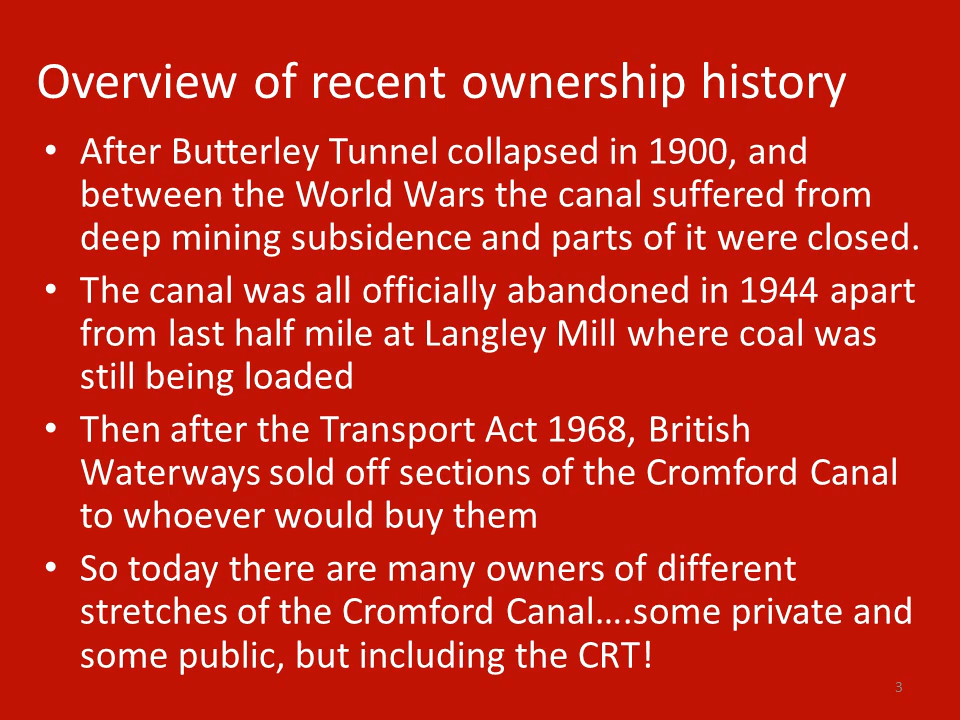 Overview of recent ownership history
• After Butterley Tunnel collapsed in 1900, and
between the World Wars the canal suffered from
deep mining subsidence and parts of it were closed.
• The canal was all officially abandoned in 1944 apart
from last half mile at Langley Mill where coal was
still being loaded
• Then after the Transport Act 1968, British
Waterways sold off sections of the Cromford Canal
to whoever would buy them
• So today there are many owners of different
stretches of the Cromford Canal….some private and
some public, but including the CRT!
3